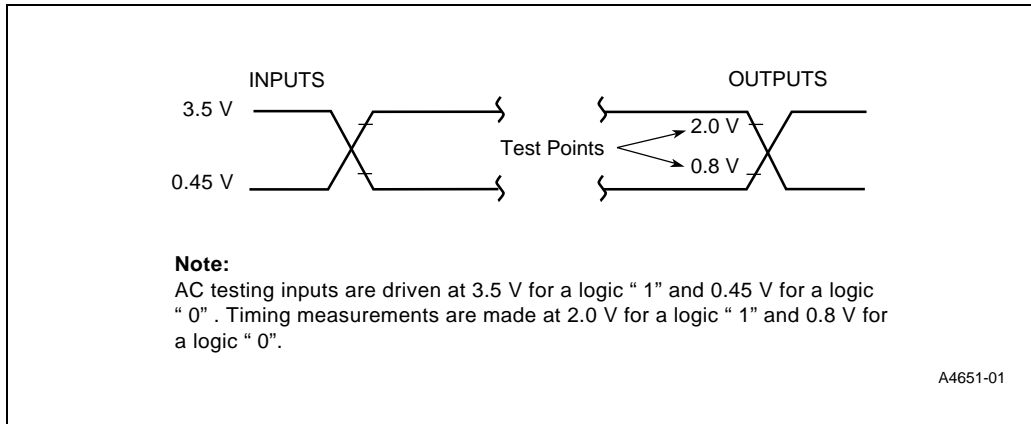 INPUTS
OUTPUTS
3.5 V
2.0 V
Test Points
0.8 V
0.45 V
Note:
AC testing inputs are driven at 3.5 V for a logic “ 1” and 0.45 V for a logic
“ 0” . Timing measurements are made at 2.0 V for a logic “ 1” and 0.8 V for
a logic “ 0”.
A4651-01